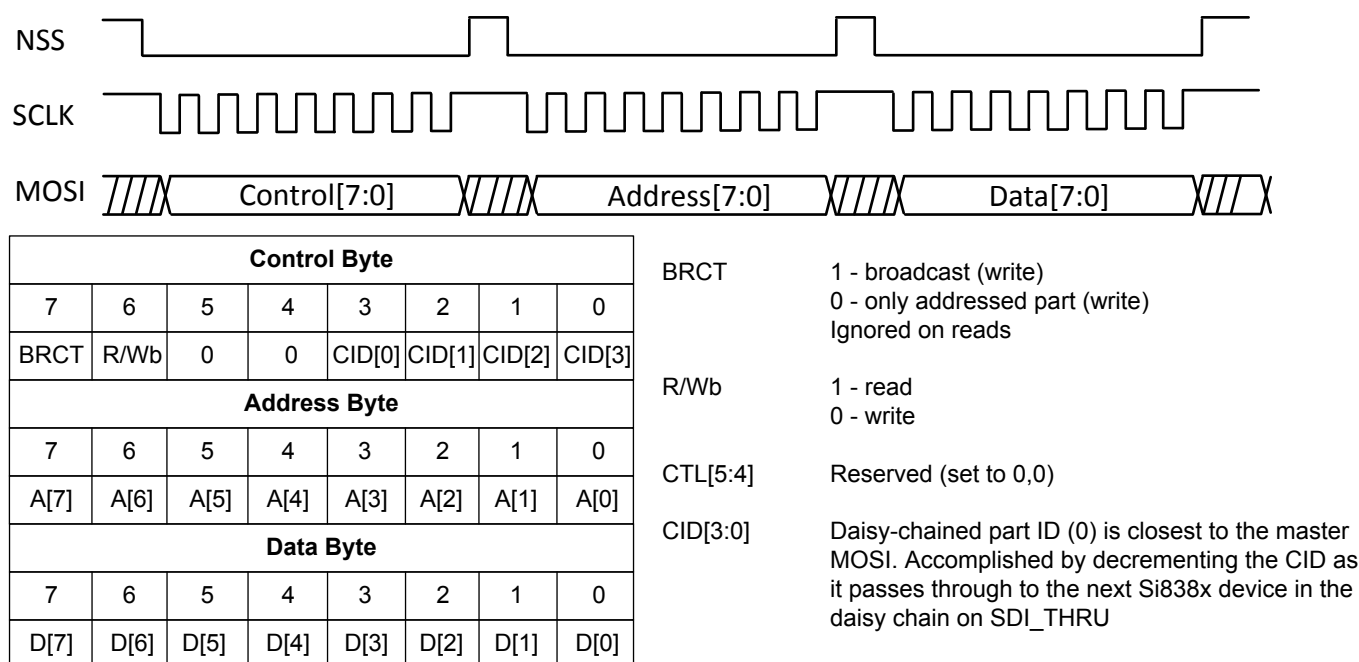 NSS
SCLK
MOSI Control[7:0] Address[7:0] Data[7:0]
Control Byte
7 6 5 4 3 2 1 0
BRCT R/Wb 0 0 CID[0] CID[1] CID[2] CID[3]
Address Byte
7 6 5 4 3 2 1 0
A[7] A[6] A[5] A[4] A[3] A[2] A[1] A[0]
Data Byte
7 6 5 4 3 2 1 0
D[7] D[6] D[5] D[4] D[3] D[2] D[1] D[0]
BRCT 1 - broadcast (write)
0 - only addressed part (write)
Ignored on reads
R/Wb 1 - read
0 - write
CTL[5:4] Reserved (set to 0,0)
CID[3:0] Daisy-chained part ID (0) is closest to the master
MOSI. Accomplished by decrementing the CID as
it passes through to the next Si838x device in the
daisy chain on SDI_THRU